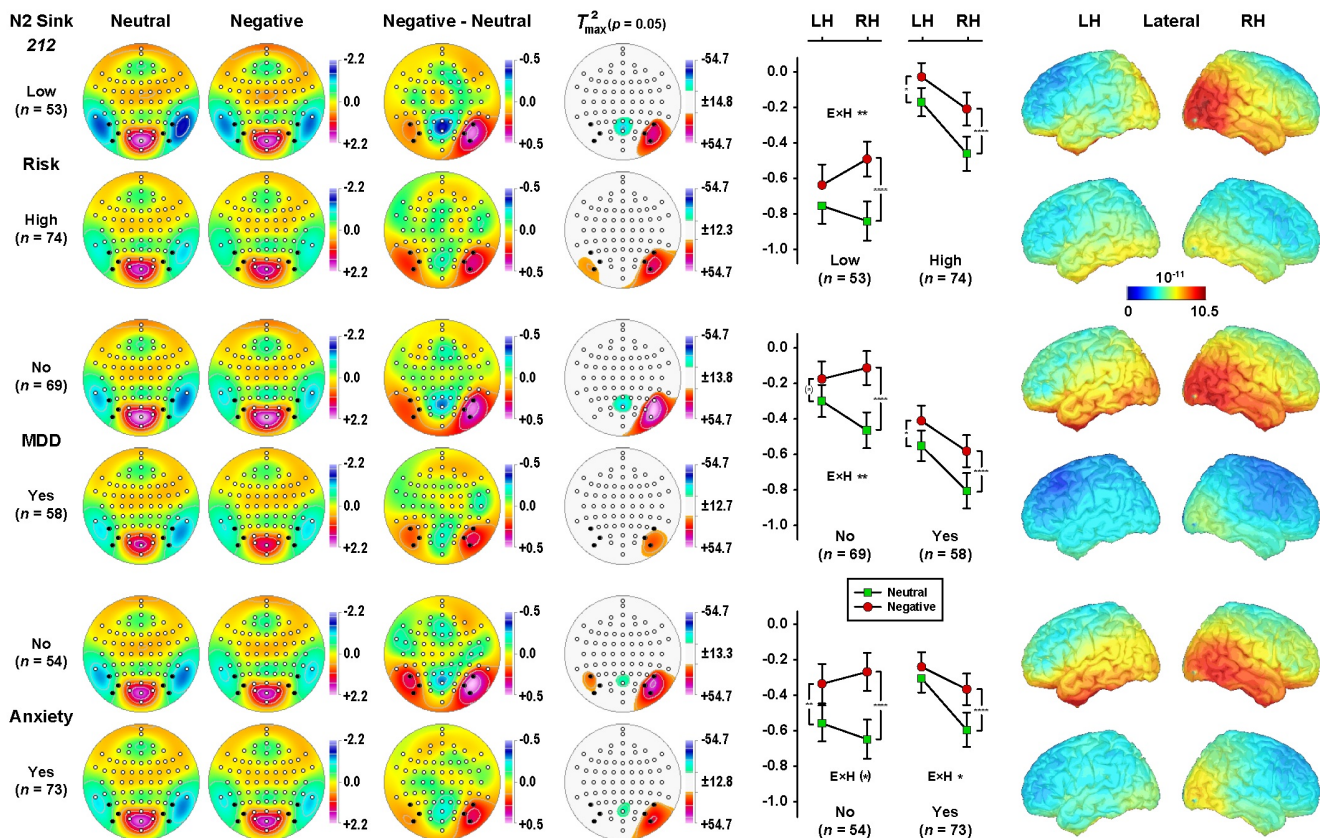 N2 Sink Neutral Negative Negative - Neutral T²max (p = 0.05) LH RH LH RH LH Lateral RH
212
Low
(n = 53)
-2.2
0.0
+2.2
-0.5
0.0
+0.5
-54.7
±14.8
+54.7
Risk
High
(n = 74)
-2.2
0.0
+2.2
-0.5
0.0
+0.5
-54.7
±12.3
+54.7
0.0
-0.2
-0.4
-0.6
-0.8
-1.0
E×H **
*
****
****
Low
(n = 53)
High
(n = 74)
10⁻¹¹
0 10.5
No
(n = 69)
-2.2
0.0
+2.2
-0.5
0.0
+0.5
-54.7
±13.8
+54.7
MDD
Yes
(n = 58)
-2.2
0.0
+2.2
-0.5
0.0
+0.5
-54.7
±11.7
+54.7
0.0
-0.2
-0.4
-0.6
-0.8
-1.0
(*)
****
*
****
E×H **
No
(n = 69)
Yes
(n = 58)
Neutral
Negative
No
(n = 54)
-2.2
0.0
+2.2
-0.5
0.0
+0.5
-54.7
±13.3
+54.7
Anxiety
Yes
(n = 73)
-2.2
0.0
+2.2
-0.5
0.0
+0.5
-54.7
±12.8
+54.7
0.0
-0.2
-0.4
-0.6
-0.8
-1.0
**
****
****
E×H (*)
E×H *
No
(n = 54)
Yes
(n = 73)